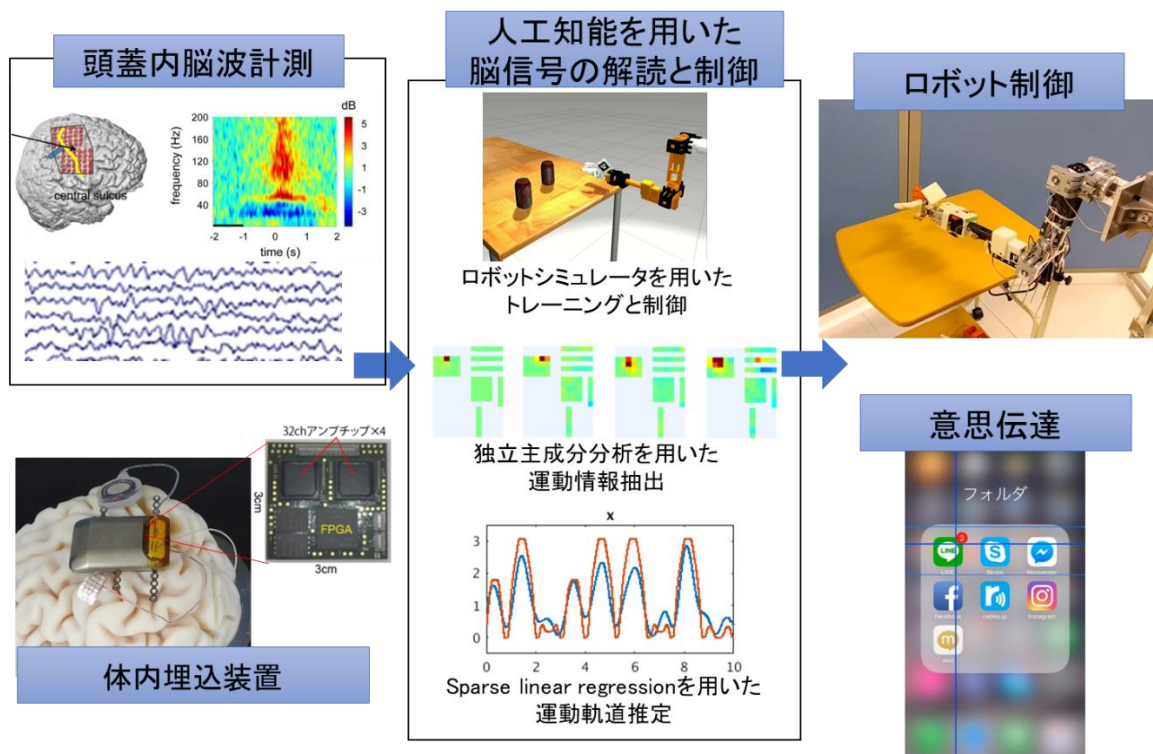 頭蓋内脳波計測
central sulcus
frequency (Hz)
200
160
120
80
40
-2
-1
0
1
2
time (s)
dB
5
3
1
-1
-3
体内埋込装置
32chアンプチップ×4
3cm
FPGA
3cm
人工知能を用いた
脳信号の解読と制御
ロボットシミュレータを用いた
トレーニングと制御
独立主成分分析を用いた
運動情報抽出
x
3
2
1
0
0
2
4
6
8
10
Sparse linear regressionを用いた
運動軌道推定
ロボット制御
意思伝達
フォルダ
3
LINE
Skype
Messenger
Facebook
radiko.jp
Instagram